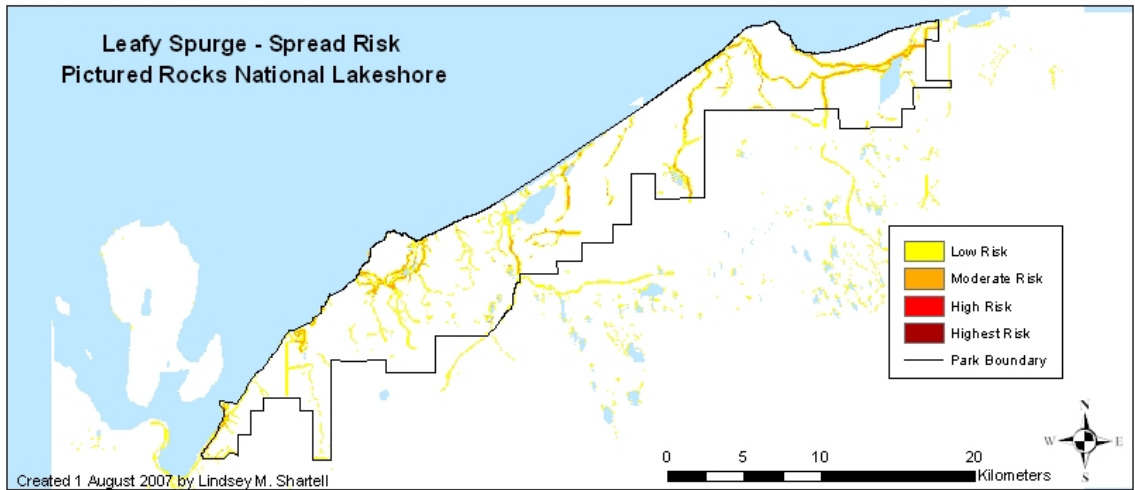 Leafy Spurge - Spread Risk
Pictured Rocks National Lakeshore
Low Risk
Moderate Risk
High Risk
Highest Risk
Park Boundary
N
W E
S
0 5 10 20
Kilometers
Created 1 August 2007 by Lindsey M. Shartell